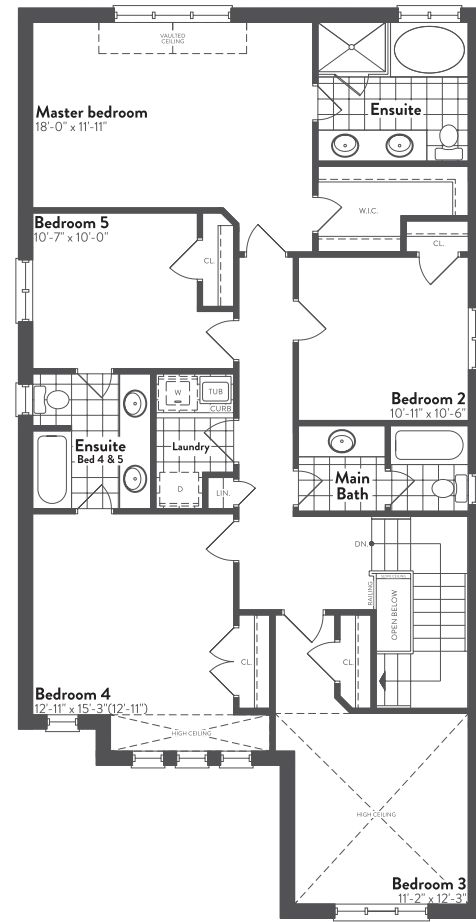 VAULTED
CEILING
Master bedroom
18'-0" x 11'-11"
Ensuite
W.I.C.
Bedroom 5
10'-7" x 10'-0"
CL.
CL.
Bedroom 2
10'-11" x 10'-6"
W
TUB
CURB
Laundry
D
LIN.
Ensuite
Bed 4 & 5
Main
Bath
DN.
SLOPE CEILING
RAILING
OPEN BELOW
CL.
CL.
Bedroom 4
12'-11" x 15'-3"(12'-11")
HIGH CEILING
HIGH CEILING
Bedroom 3
11'-2" x 12'-3"